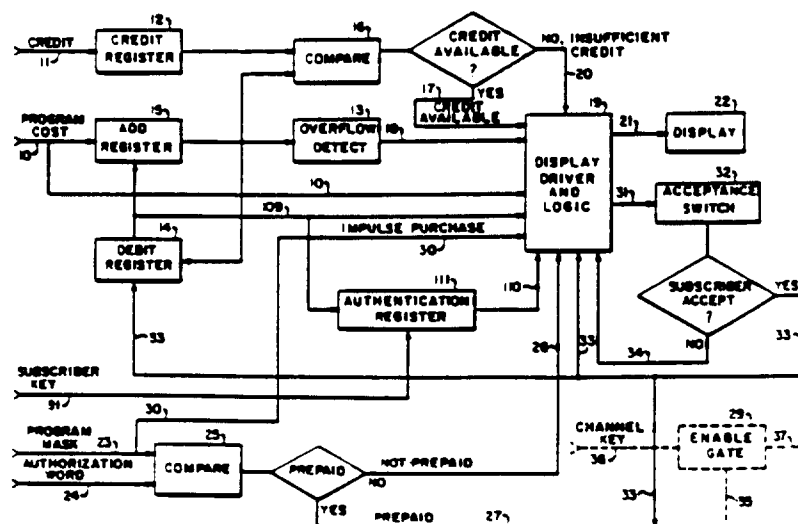 CREDIT
11
12
CREDIT
REGISTER
16
COMPARE
CREDIT
AVAILABLE
?
NO, INSUFFICIENT
CREDIT
20
YES
17
CREDIT
AVAILABLE
PROGRAM
COST
10
15
ADD
REGISTER
13
OVERFLOW
DETECT
18
19
DISPLAY
DRIVER
AND
LOGIC
21
22
DISPLAY
31
32
ACCEPTANCE
SWITCH
10
109
IMPULSE PURCHASE
30
14
DEBIT
REGISTER
111
AUTHENTICATION
REGISTER
110
SUBSCRIBER
ACCEPT
?
YES
33
NO
34
33
28
33
SUBSCRIBER
KEY
91
30
PROGRAM
MASK
23
AUTHORIZATION
WORD
24
25
COMPARE
PREPAID
NOT-PREPAID
NO
YES
PREPAID
27
CHANNEL
KEY
36
29
ENABLE
GATE
37
33
35